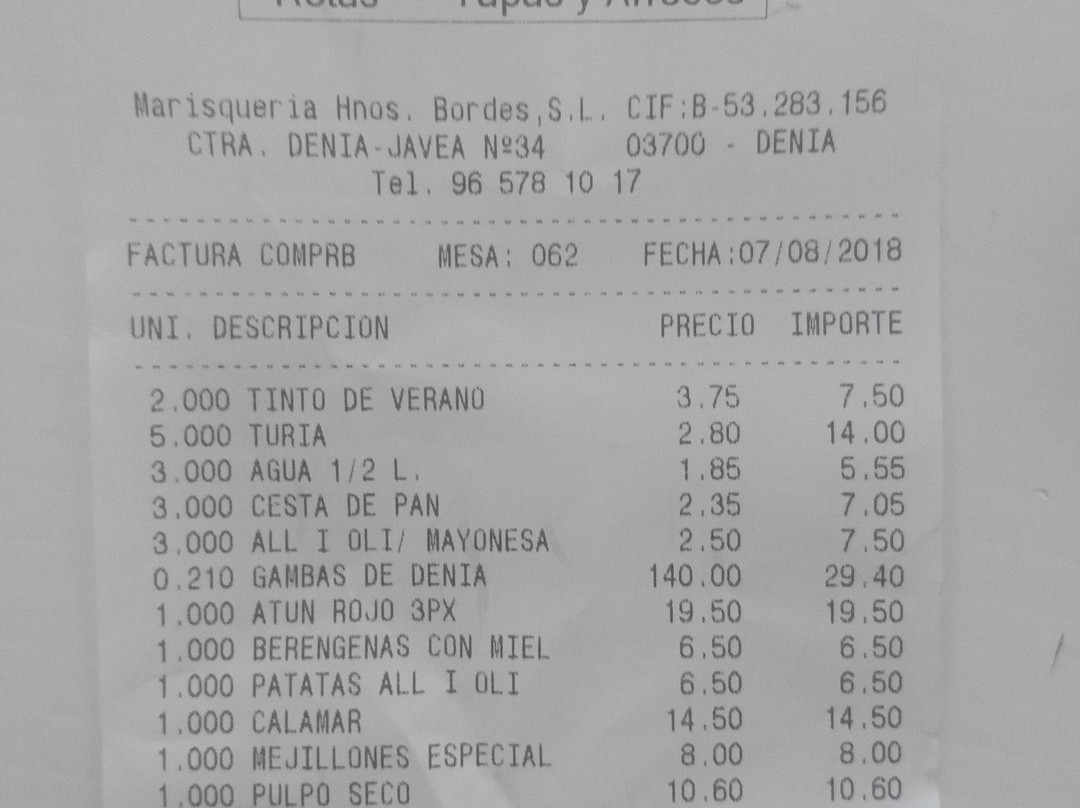 Marisqueria Hnos. Bordes,S.L. CIF:B-53.283.156
CTRA. DENIA-JAVEA Nº34 03700 - DENIA
Tel. 96 578 10 17
FACTURA COMPRB MESA: 062 FECHA:07/08/2018
UNI. DESCRIPCION PRECIO IMPORTE
2.000 TINTO DE VERANO 3.75 7.50
5.000 TURIA 2.80 14.00
3.000 AGUA 1/2 L. 1.85 5.55
3.000 CESTA DE PAN 2.35 7.05
3.000 ALL I OLI/ MAYONESA 2.50 7.50
0.210 GAMBAS DE DENIA 140.00 29.40
1.000 ATUN ROJO 3PX 19.50 19.50
1.000 BERENGENAS CON MIEL 6.50 6.50
1.000 PATATAS ALL I OLI 6.50 6.50
1.000 CALAMAR 14.50 14.50
1.000 MEJILLONES ESPECIAL 8.00 8.00
1.000 PULPO SECO 10.60 10.60